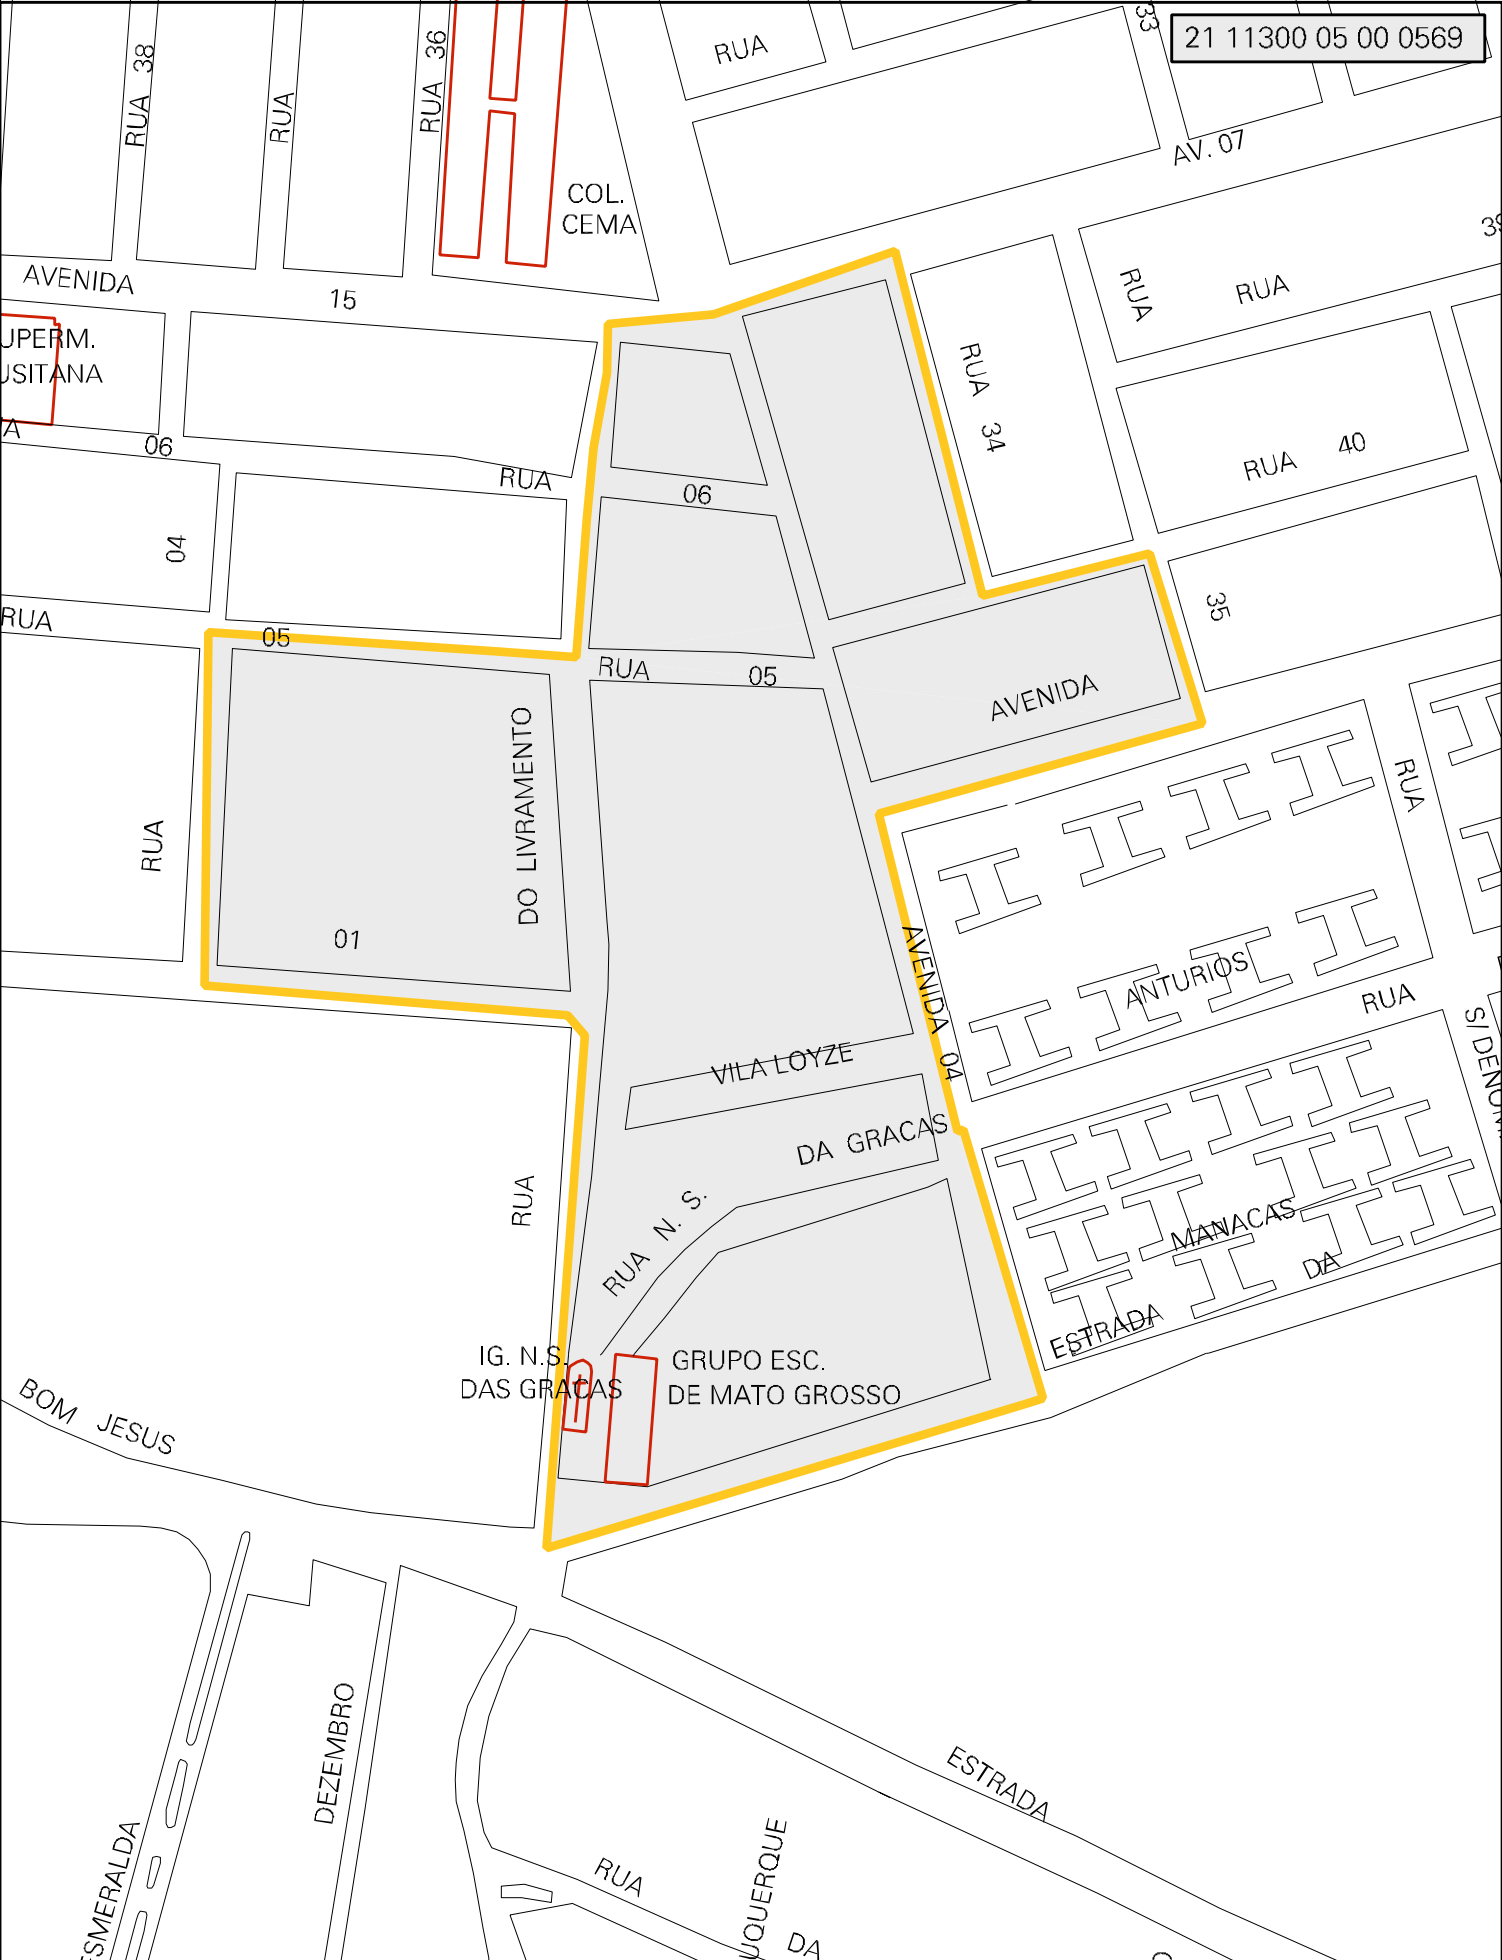 21 11300 05 00 0569
33
RUA 38
RUA
RUA 36
RUA
AV. 07
COL.
CEMA
AVENIDA
15
RUA
RUA
39
UPERM.
USITANA
A
06
RUA
06
RUA 34
RUA 40
04
RUA
05
RUA
05
35
AVENIDA
DO LIVRAMENTO
RUA
RUA
01
AVENIDA 04
ANTURIOS
RUA
S/DENOM
VILA LOYZE
DA GRACAS
RUA N. S.
RUA
MANACAS
DA
ESTRADA
IG. N.S.
DAS GRACAS
GRUPO ESC.
DE MATO GROSSO
BOM JESUS
DEZEMBRO
ESTRADA
ESMERALDA
RUA
UQUERQUE
DA